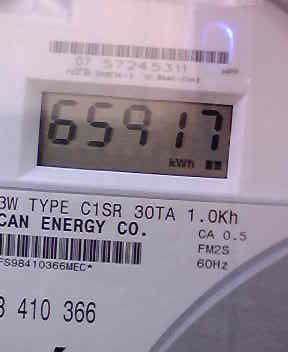 07 57245311
65917
kWh
3W TYPE C1SR 30TA 1.0Kh
CAN ENERGY CO.
CA 0.5
FM2S
60Hz
FS98410366MEC*
3 410 366